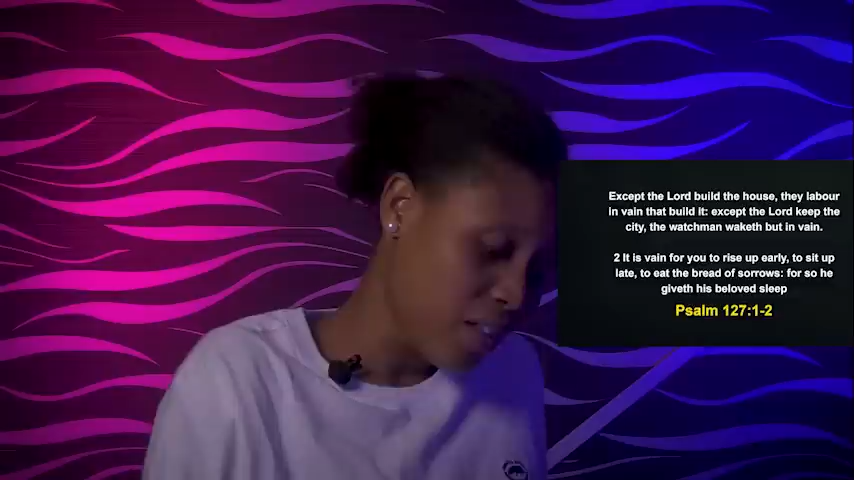 Except the Lord build the house, they labour
in vain that build it: except the Lord keep the
city, the watchman waketh but in vain.
2 It is vain for you to rise up early, to sit up
late, to eat the bread of sorrows: for so he
giveth his beloved sleep
Psalm 127:1-2